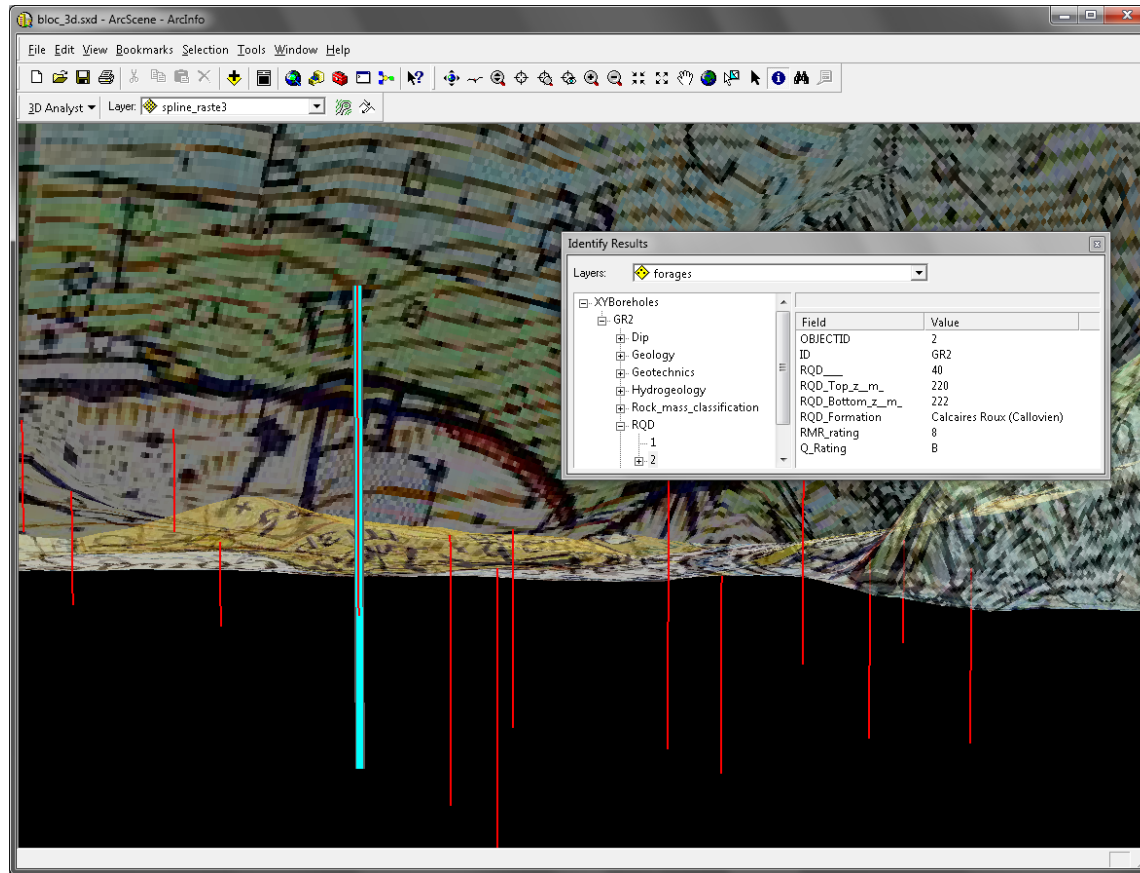 bloc_3d.sxd - ArcScene - ArcInfo
File Edit View Bookmarks Selection Tools Window Help
3D Analyst Layer: spline_raste3
Identify Results
Layers: forages
XYBoreholes
GR2
Dip
Geology
Geotechnics
Hydrogeology
Rock_mass_classification
RQD
1
2
Field Value
OBJECTID 2
ID GR2
RQD___ 40
RQD_Top_z__m_ 220
RQD_Bottom_z__m_ 222
RQD_Formation Calcaires Roux (Callovien)
RMR_rating 8
Q_Rating B